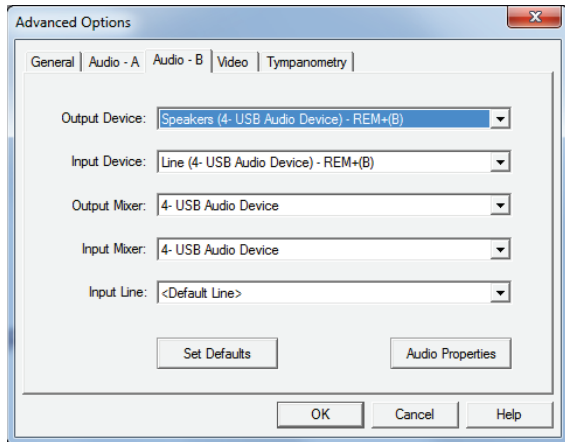 Advanced Options
General Audio - A Audio - B Video Tympanometry
Output Device: Speakers (4- USB Audio Device) - REM+(B)
Input Device: Line (4- USB Audio Device) - REM+(B)
Output Mixer: 4- USB Audio Device
Input Mixer: 4- USB Audio Device
Input Line: <Default Line>
Set Defaults Audio Properties
OK Cancel Help